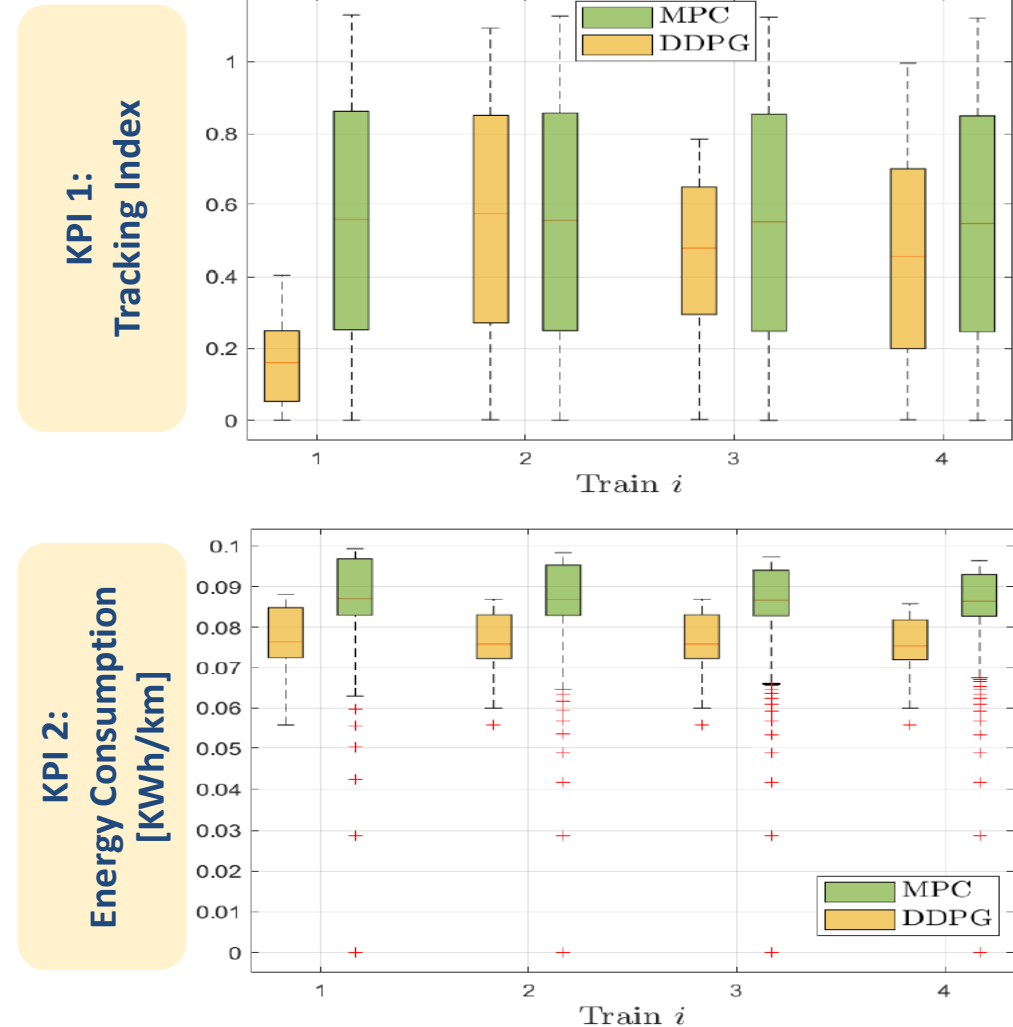 KPI 1:
Tracking Index
MPC
DDPG
1
0.8
0.6
0.4
0.2
0
1
2
3
4
Train i
KPI 2:
Energy Consumption
[KWh/km]
0.1
0.09
0.08
0.07
0.06
0.05
0.04
0.03
0.02
0.01
0
MPC
DDPG
1
2
3
4
Train i